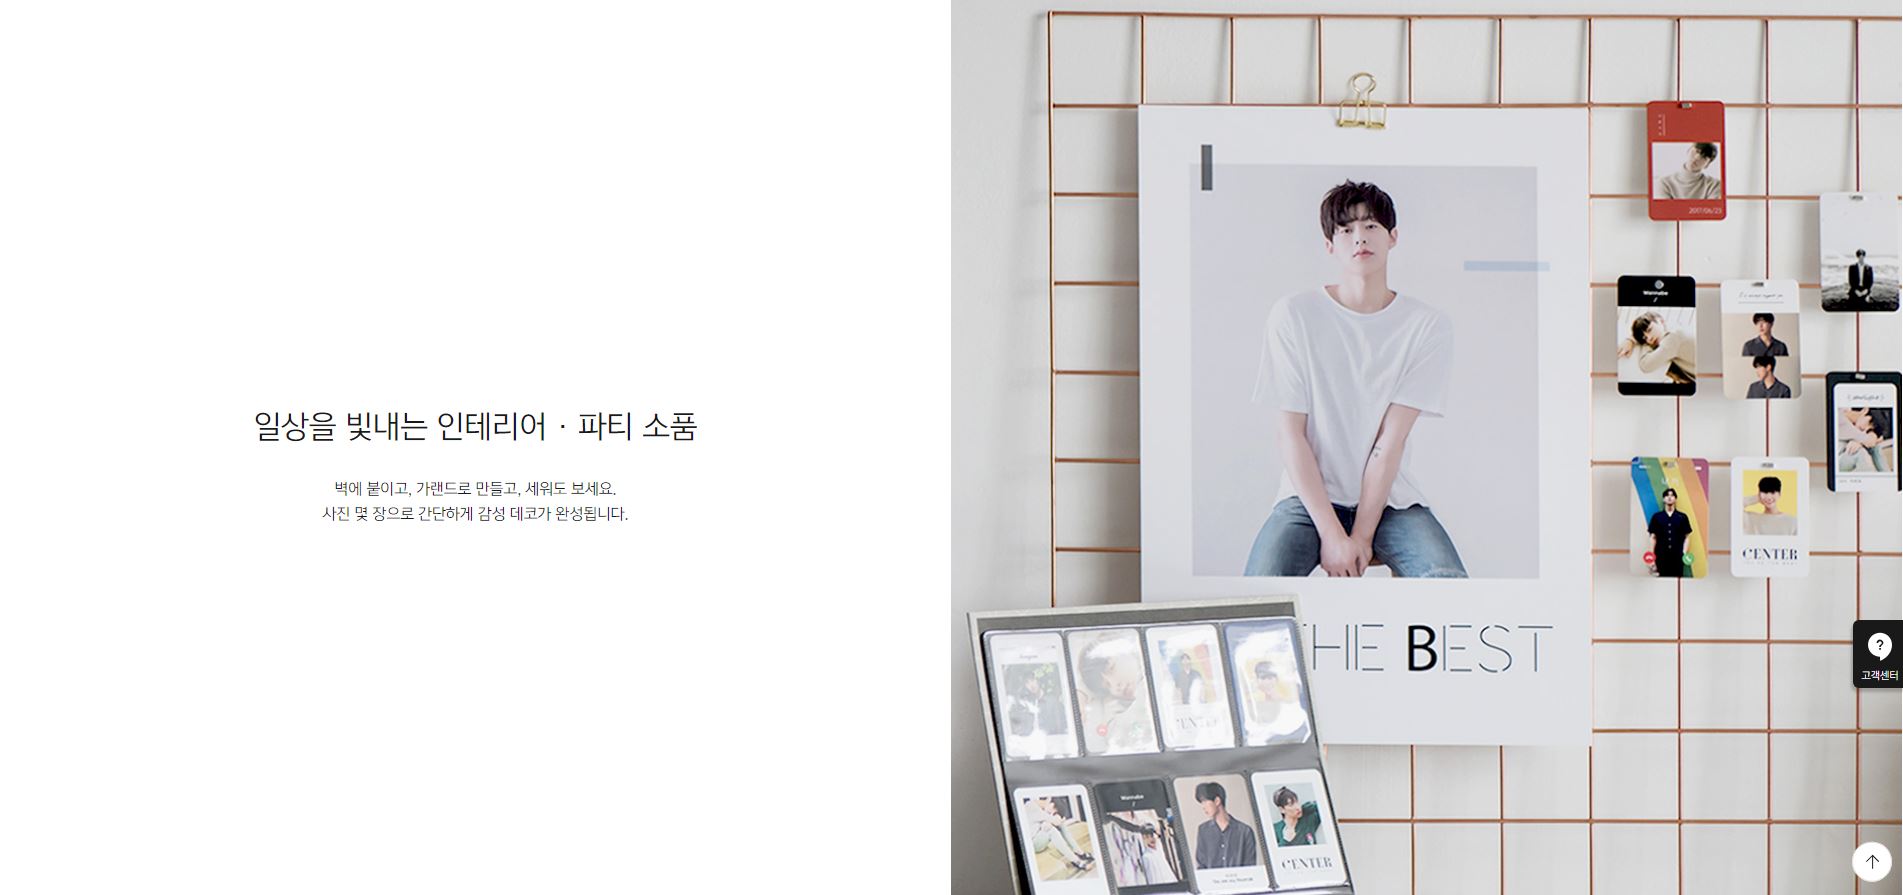 일상을 빛내는 인테리어 · 파티 소품
벽에 붙이고, 가랜드로 만들고, 세워도 보세요.
사진 몇 장으로 간단하게 감성 데코가 완성됩니다.
2017/06/23
Wannabe
CENTER
HE BEST
고객센터
CENTER
Wannabe
CENTER